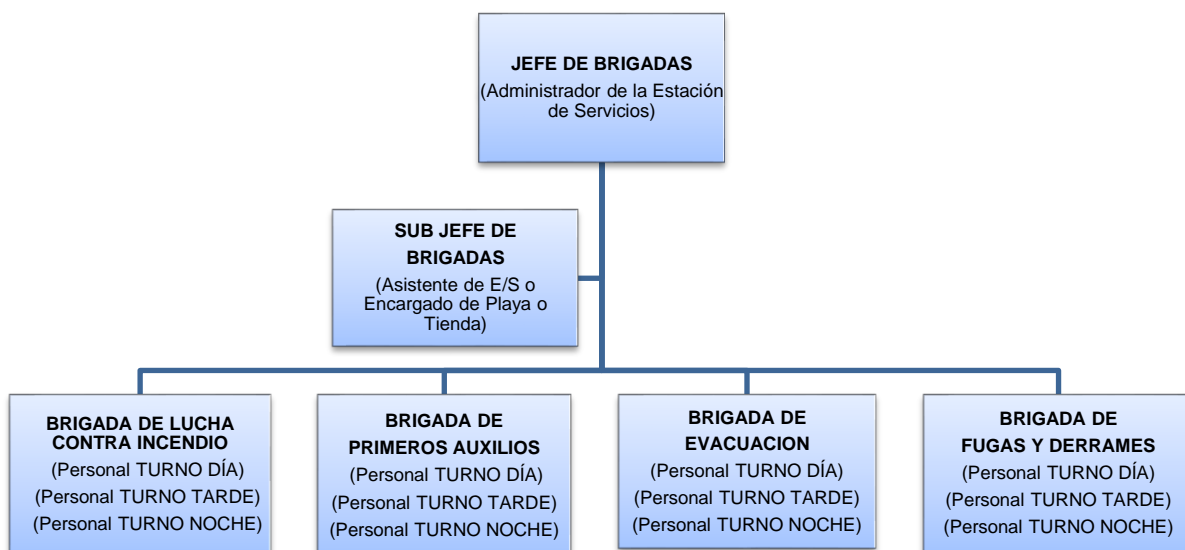 JEFE DE BRIGADAS
(Administrador de la Estación
de Servicios)
SUB JEFE DE
BRIGADAS
(Asistente de E/S o
Encargado de Playa o
Tienda)
BRIGADA DE LUCHA
CONTRA INCENDIO
(Personal TURNO DÍA)
(Personal TURNO TARDE)
(Personal TURNO NOCHE)
BRIGADA DE
PRIMEROS AUXILIOS
(Personal TURNO DÍA)
(Personal TURNO TARDE)
(Personal TURNO NOCHE)
BRIGADA DE
EVACUACION
(Personal TURNO DÍA)
(Personal TURNO TARDE)
(Personal TURNO NOCHE)
BRIGADA DE
FUGAS Y DERRAMES
(Personal TURNO DÍA)
(Personal TURNO TARDE)
(Personal TURNO NOCHE)